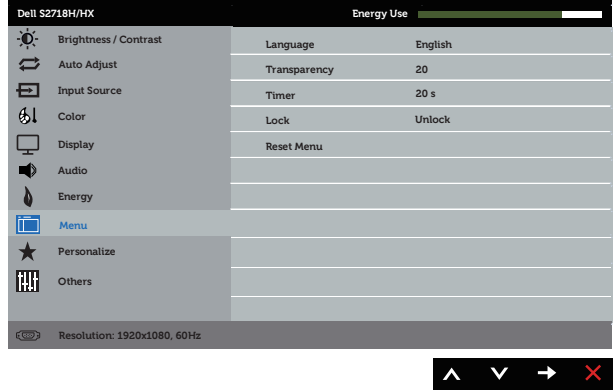 Dell S2718H/HX Energy Use
Brightness / Contrast
Auto Adjust
Input Source
Color
Display
Audio
Energy
Menu
Personalize
Others
Language English
Transparency 20
Timer 20 s
Lock Unlock
Reset Menu
Resolution: 1920x1080, 60Hz